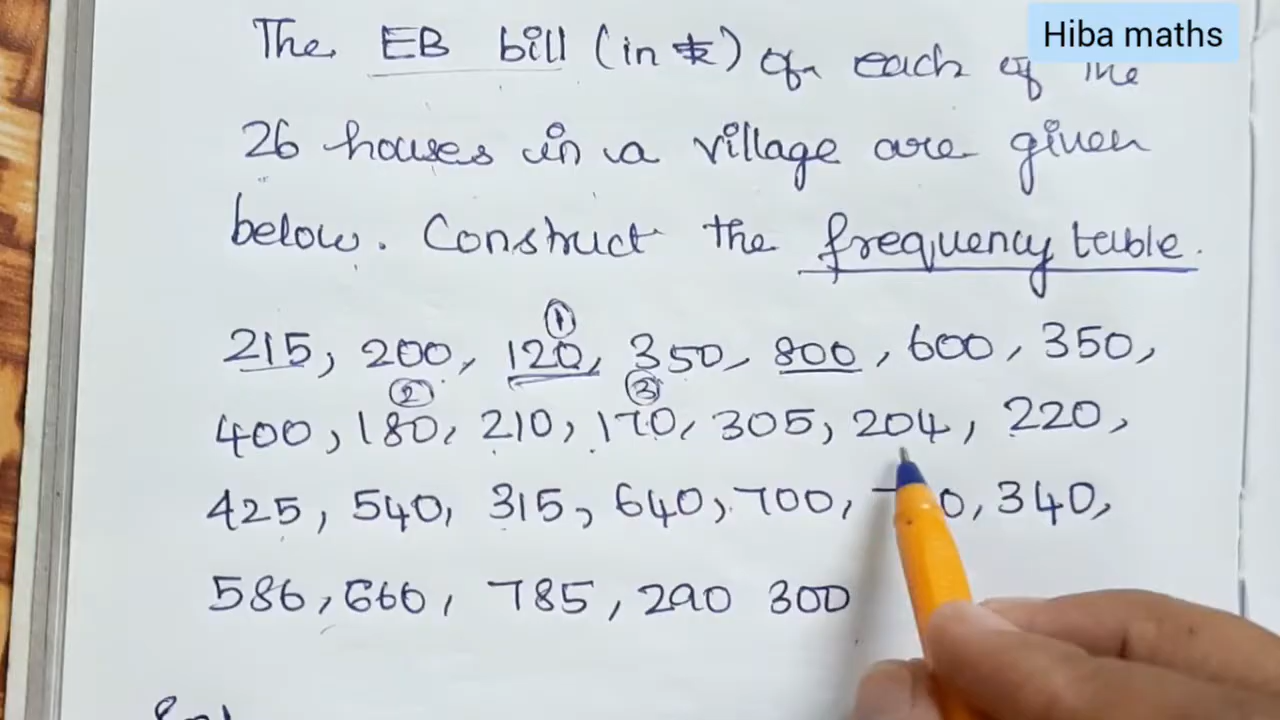 Hiba maths
The EB bill (in ₹) of each of the
26 houses in a village are given
below. Construct the frequency table.
①
215, 200, 120, 350, 800, 600, 350,
② ③
400, 180, 210, 170, 305, 204, 220,
425, 540, 315, 640, 700, 340,
586, 660, 785, 290 300